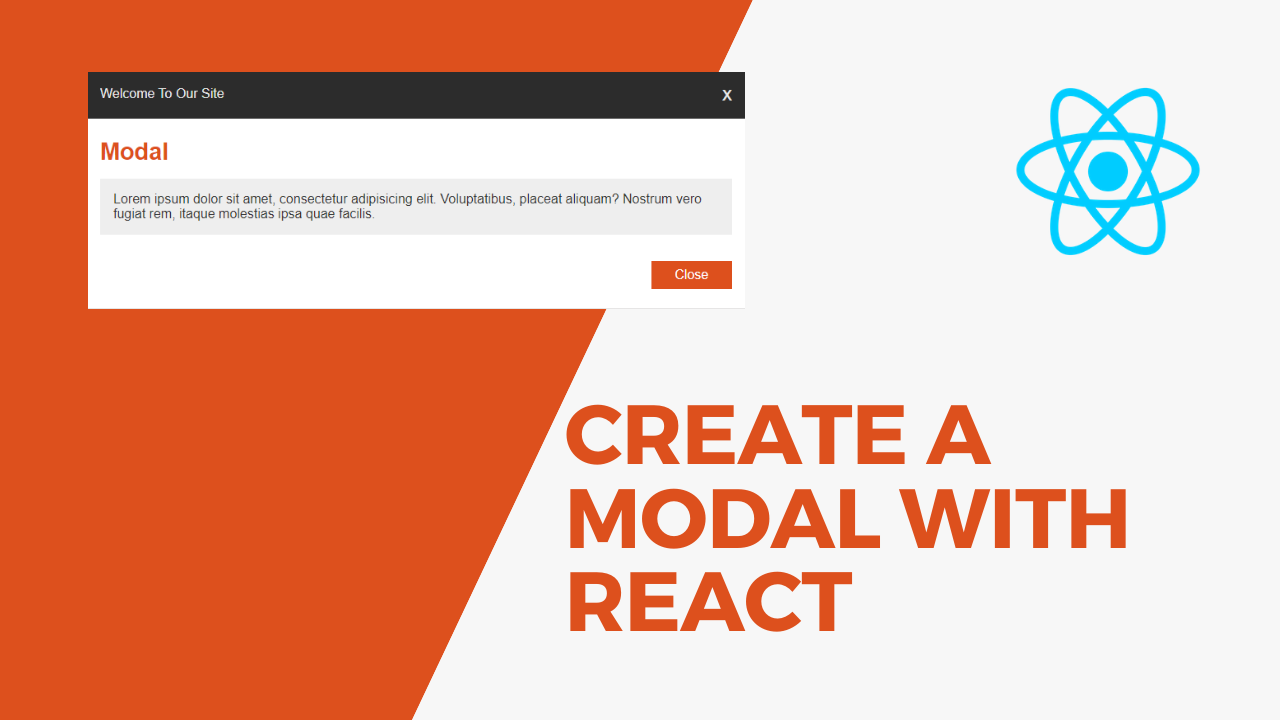 Welcome To Our Site
X
Modal
Lorem ipsum dolor sit amet, consectetur adipisicing elit. Voluptatibus, placeat aliquam? Nostrum vero
fugiat rem, itaque molestias ipsa quae facilis.
Close
CREATE A
MODAL WITH
REACT